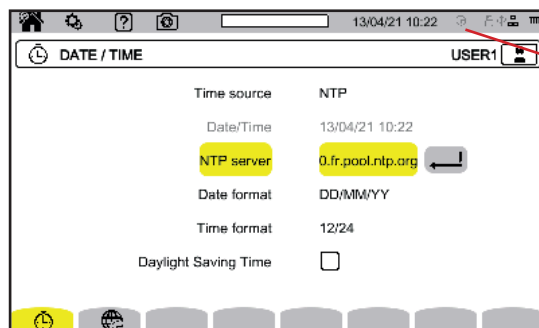 13/04/21 10:22
DATE / TIME USER1
Time source NTP
Date/Time 13/04/21 10:22
NTP server 0.fr.pool.ntp.org
Date format DD/MM/YY
Time format 12/24
Daylight Saving Time